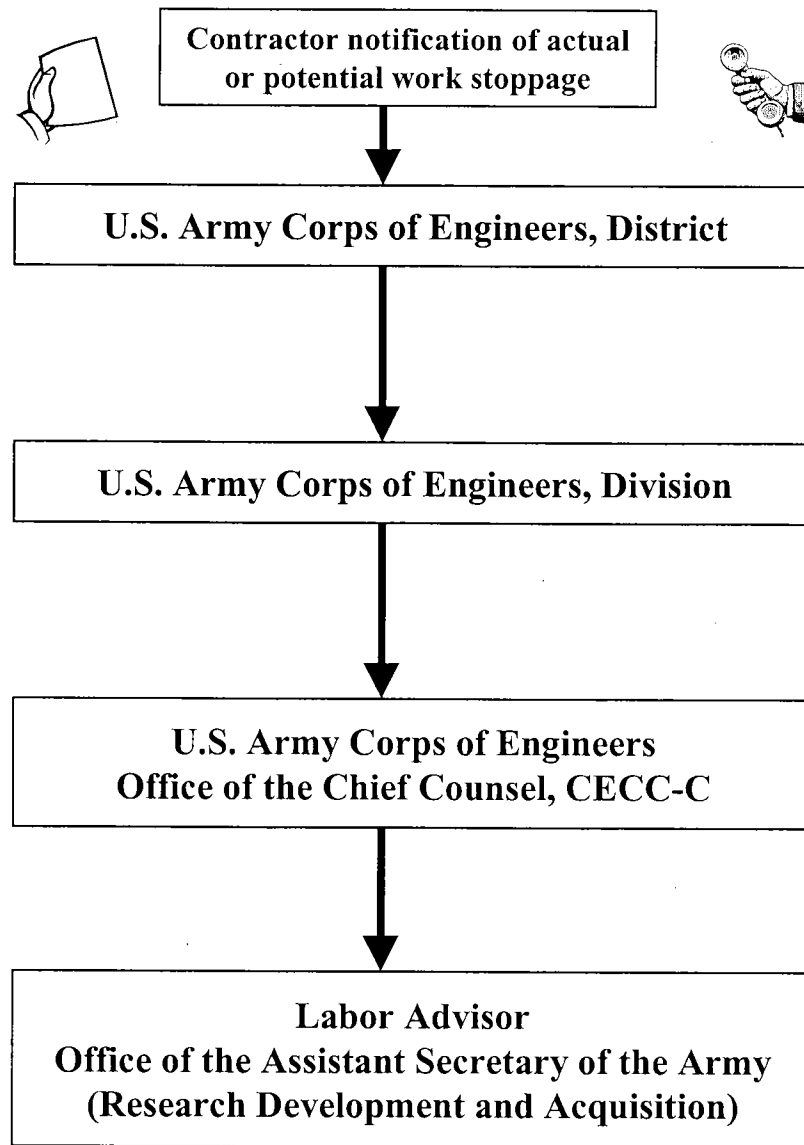 Contractor notification of actual
or potential work stoppage
U.S. Army Corps of Engineers, District
U.S. Army Corps of Engineers, Division
U.S. Army Corps of Engineers
Office of the Chief Counsel, CECC-C
Labor Advisor
Office of the Assistant Secretary of the Army
(Research Development and Acquisition)